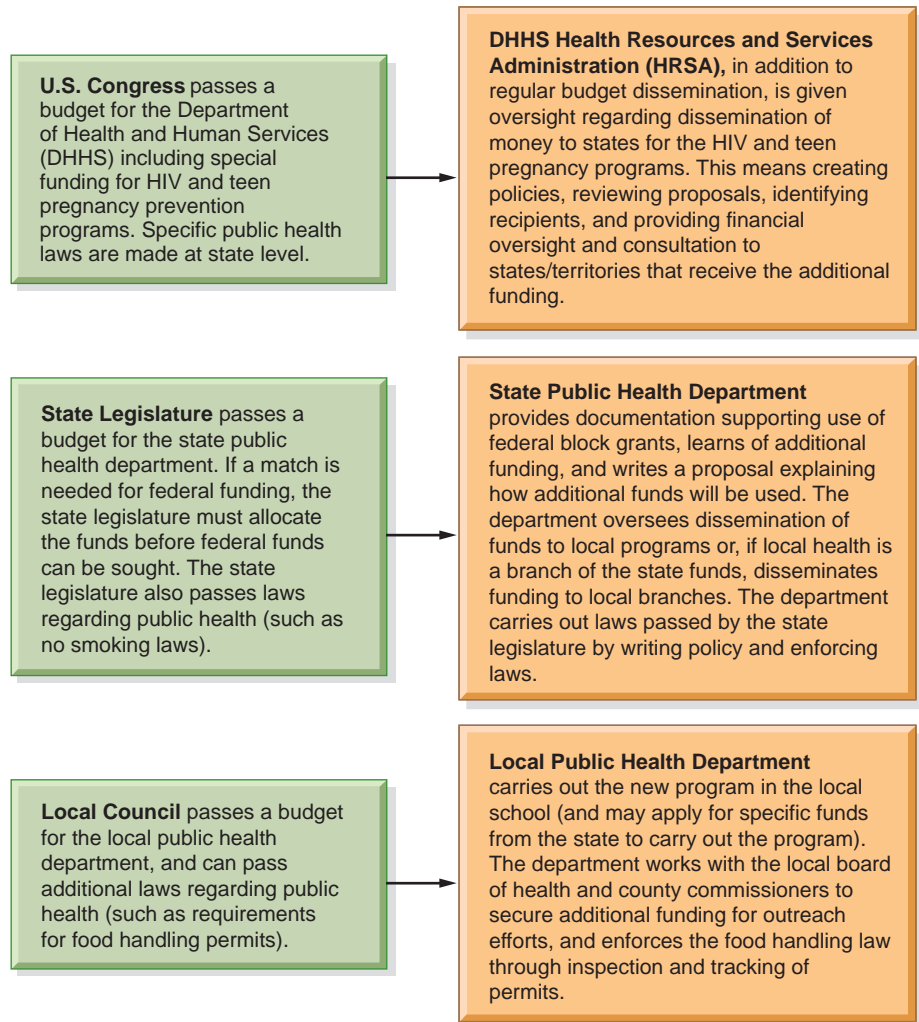 U.S. Congress passes a
budget for the Department
of Health and Human Services
(DHHS) including special
funding for HIV and teen
pregnancy prevention
programs. Specific public health
laws are made at state level.
DHHS Health Resources and Services
Administration (HRSA), in addition to
regular budget dissemination, is given
oversight regarding dissemination of
money to states for the HIV and teen
pregnancy programs. This means creating
policies, reviewing proposals, identifying
recipients, and providing financial
oversight and consultation to
states/territories that receive the additional
funding.
State Legislature passes a
budget for the state public
health department. If a match is
needed for federal funding, the
state legislature must allocate
the funds before federal funds
can be sought. The state
legislature also passes laws
regarding public health (such as
no smoking laws).
State Public Health Department
provides documentation supporting use of
federal block grants, learns of additional
funding, and writes a proposal explaining
how additional funds will be used. The
department oversees dissemination of
funds to local programs or, if local health is
a branch of the state funds, disseminates
funding to local branches. The department
carries out laws passed by the state
legislature by writing policy and enforcing
laws.
Local Council passes a budget
for the local public health
department, and can pass
additional laws regarding public
health (such as requirements
for food handling permits).
Local Public Health Department
carries out the new program in the local
school (and may apply for specific funds
from the state to carry out the program).
The department works with the local board
of health and county commissioners to
secure additional funding for outreach
efforts, and enforces the food handling law
through inspection and tracking of
permits.